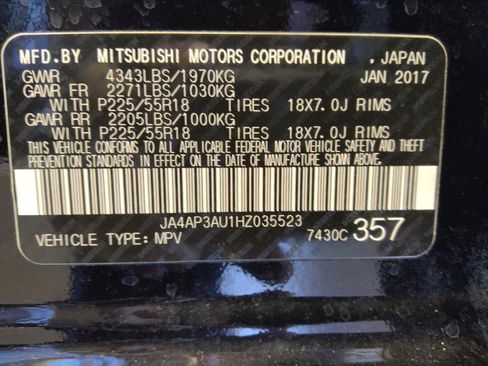 MFD.BY MITSUBISHI MOTORS CORPORATION . JAPAN
GVWR 4343LBS/1970KG JAN 2017
GAWR FR 2271LBS/1030KG
WITH P225/55R18 TIRES 18X7.0J RIMS
GAWR RR 2205LBS/1000KG
WITH P225/55R18 TIRES 18X7.0J RIMS
THIS VEHICLE CONFORMS TO ALL APPLICABLE FEDERAL MOTOR VEHICLE SAFETY AND THEFT
PREVENTION STANDARDS IN EFFECT ON THE DATE OF MANUFACTURE SHOWN ABOVE.
JA4AP3AU1HZ035523
VEHICLE TYPE: MPV 7430C 357